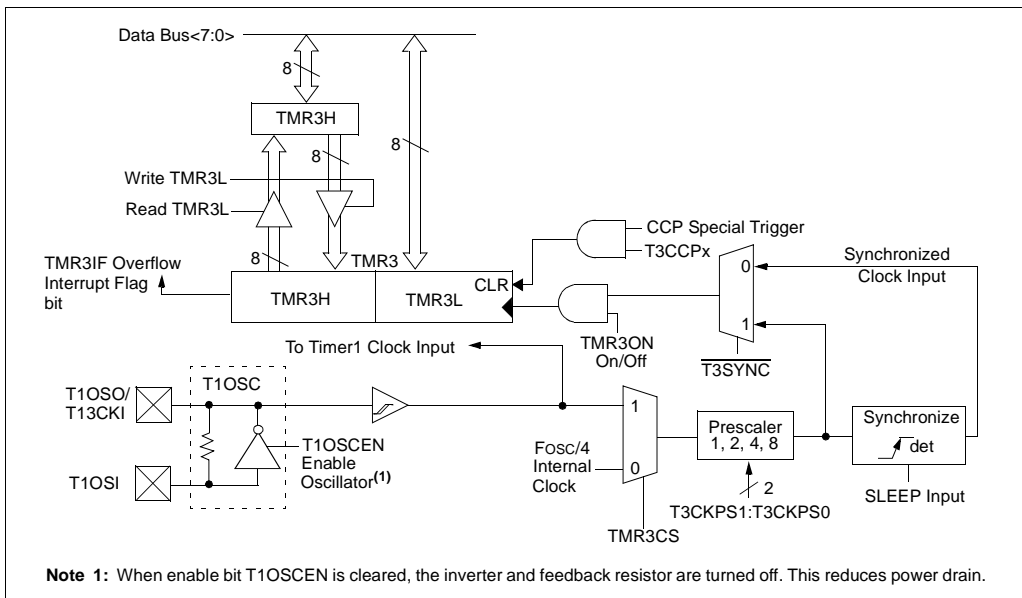 Data Bus<7:0>
8
TMR3H
8
8
Write TMR3L
Read TMR3L
8
CCP Special Trigger
T3CCPx
TMR3IF Overflow
Interrupt Flag
bit
TMR3
TMR3H
TMR3L
CLR
0
1
Synchronized
Clock Input
TMR3ON
On/Off
T3SYNC
To Timer1 Clock Input
T1OSC
T1OSO/
T13CKI
T1OSI
T1OSCEN
Enable
Oscillator(1)
FOSC/4
Internal
Clock
1
0
TMR3CS
Prescaler
1, 2, 4, 8
2
T3CKPS1:T3CKPS0
Synchronize
det
SLEEP Input
Note 1: When enable bit T1OSCEN is cleared, the inverter and feedback resistor are turned off. This reduces power drain.